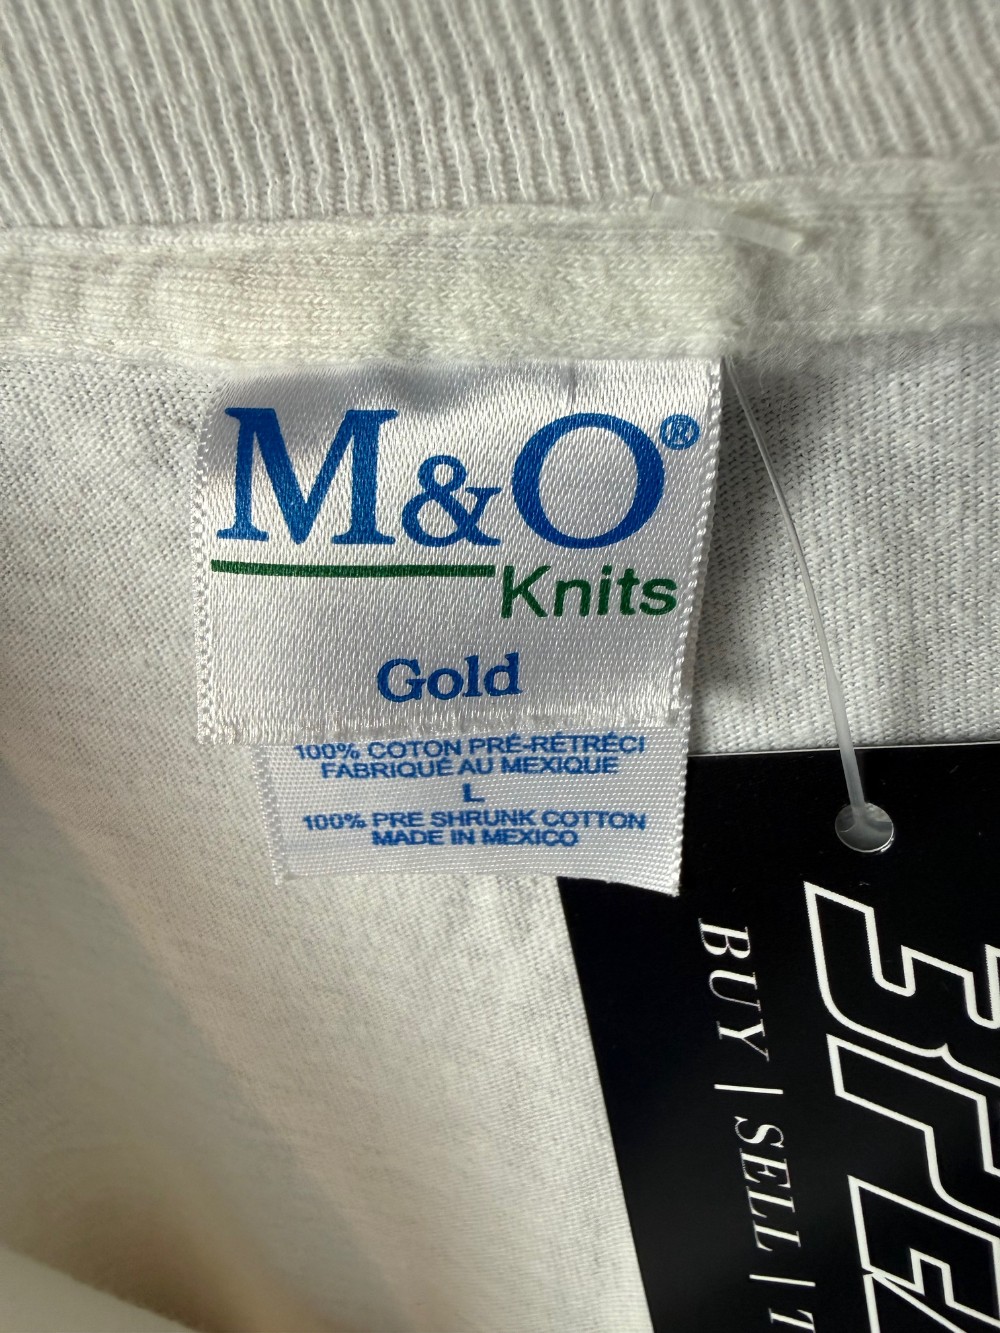 M&O®
Knits
Gold
100% COTON PRÉ-RÉTRÉCI
FABRIQUÉ AU MEXIQUE
L
100% PRE SHRUNK COTTON
MADE IN MEXICO
BUY | SELL |